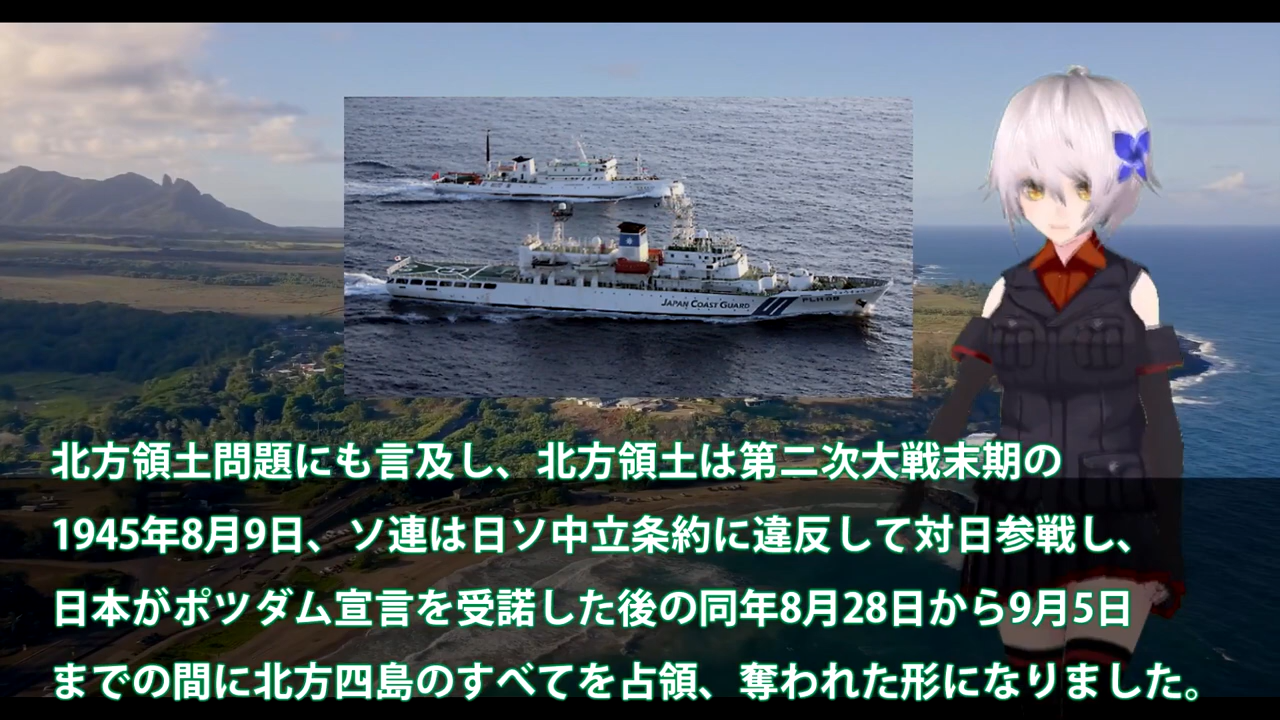 JAPAN COAST GUARD
北方領土問題にも言及し、北方領土は第二次大戦末期の
1945年8月9日、ソ連は日ソ中立条約に違反して対日参戦し、
日本がポツダム宣言を受諾した後の同年8月28日から9月5日
までの間に北方四島のすべてを占領、奪われた形になりました。